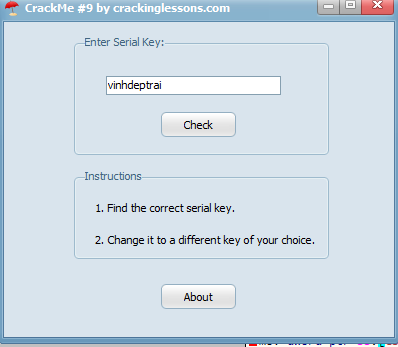 CrackMe #9 by crackinglessons.com
Enter Serial Key:
vinhdeptrai
Check
Instructions
1. Find the correct serial key.
2. Change it to a different key of your choice.
About